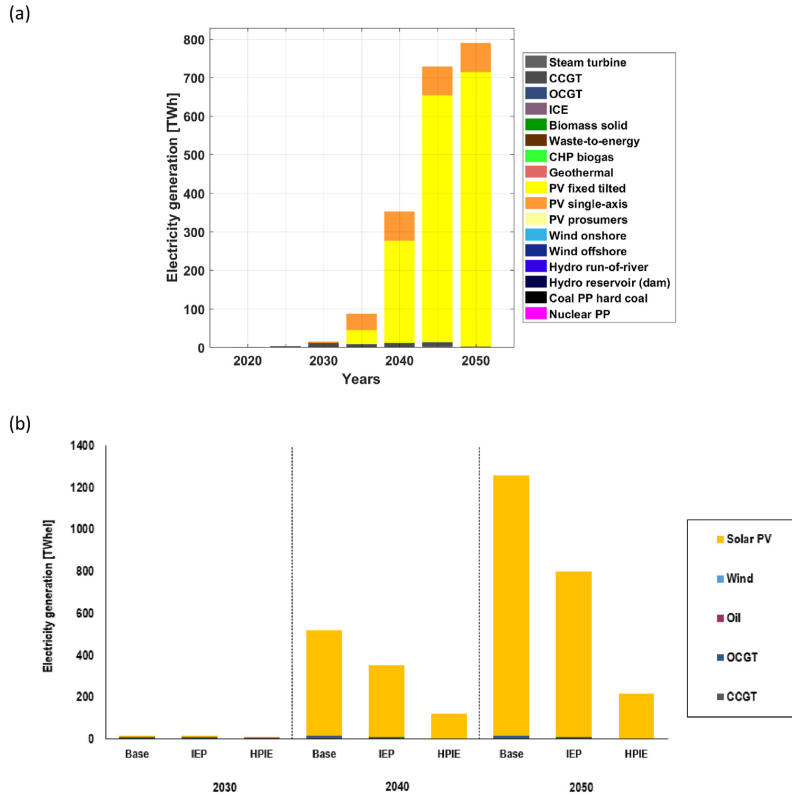 (a)
800
700
600
500
400
300
200
100
0
Electricity generation [TWh]
2020
2030
2040
2050
Years
Steam turbine
CCGT
OCGT
ICE
Biomass solid
Waste-to-energy
CHP biogas
Geothermal
PV fixed tilted
PV single-axis
PV prosumers
Wind onshore
Wind offshore
Hydro run-of-river
Hydro reservoir (dam)
Coal PP hard coal
Nuclear PP
(b)
1400
1200
1000
800
600
400
200
0
Electricity generation [TWhel]
Base
IEP
HPIE
Base
IEP
HPIE
Base
IEP
HPIE
2030
2040
2050
Solar PV
Wind
Oil
OCGT
CCGT